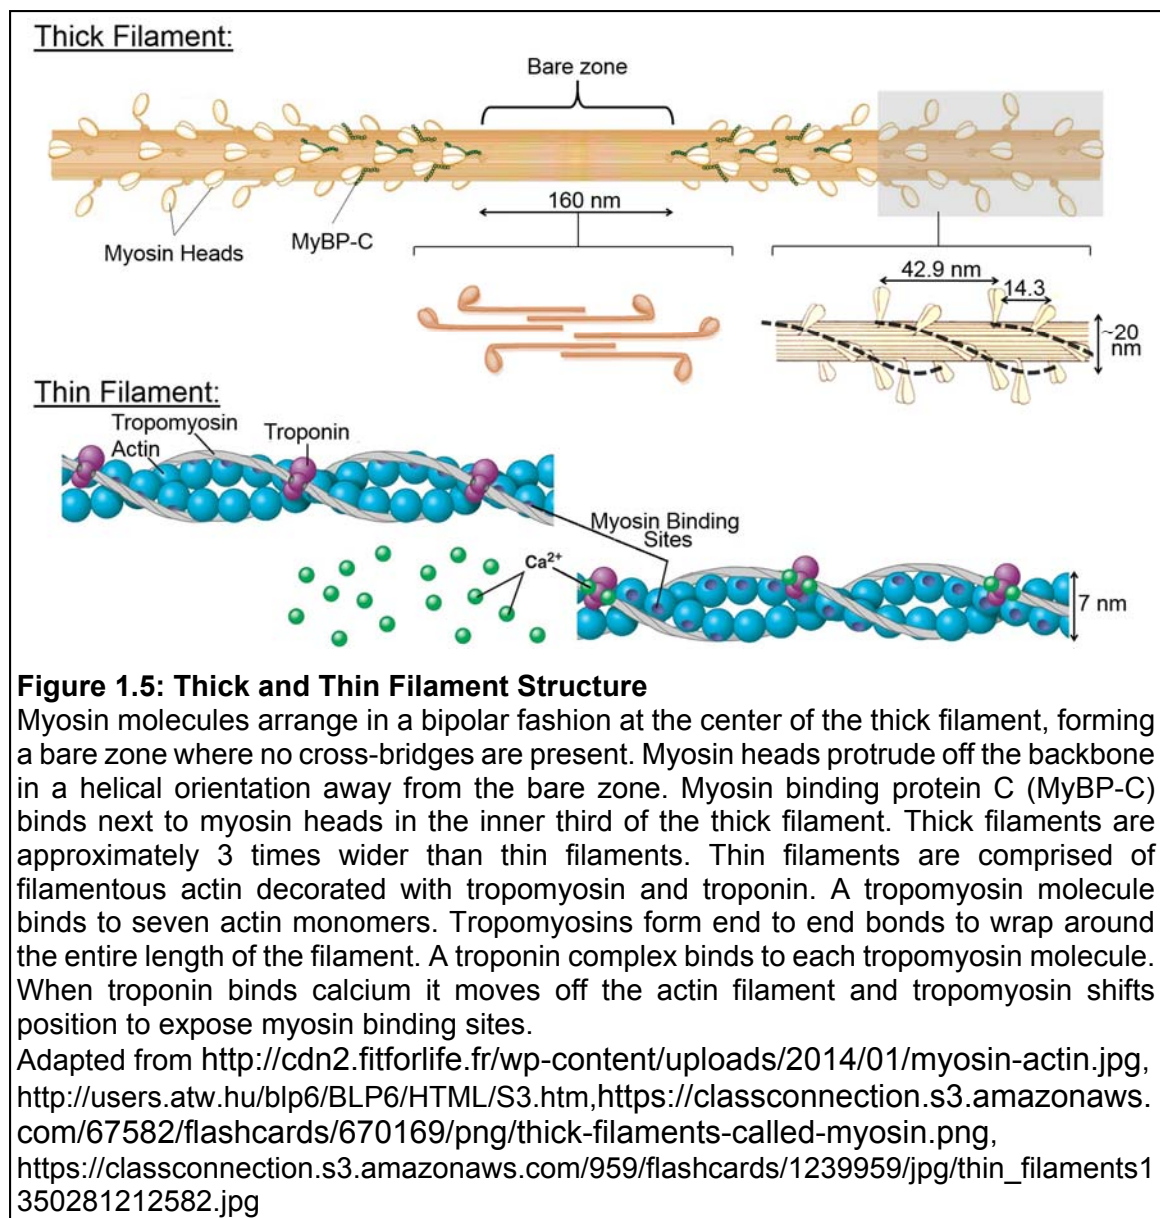 Thick Filament:
Bare zone
160 nm
Myosin Heads
MyBP-C
42.9 nm
14.3
~20
nm
Thin Filament:
Tropomyosin
Actin
Troponin
Myosin Binding
Sites
Ca²⁺
7 nm
Figure 1.5: Thick and Thin Filament Structure
Myosin molecules arrange in a bipolar fashion at the center of the thick filament, forming
a bare zone where no cross-bridges are present. Myosin heads protrude off the backbone
in a helical orientation away from the bare zone. Myosin binding protein C (MyBP-C)
binds next to myosin heads in the inner third of the thick filament. Thick filaments are
approximately 3 times wider than thin filaments. Thin filaments are comprised of
filamentous actin decorated with tropomyosin and troponin. A tropomyosin molecule
binds to seven actin monomers. Tropomyosins form end to end bonds to wrap around
the entire length of the filament. A troponin complex binds to each tropomyosin molecule.
When troponin binds calcium it moves off the actin filament and tropomyosin shifts
position to expose myosin binding sites.
Adapted from http://cdn2.fitforlife.fr/wp-content/uploads/2014/01/myosin-actin.jpg,
http://users.atw.hu/blp6/BLP6/HTML/S3.htm,https://classconnection.s3.amazonaws.
com/67582/flashcards/670169/png/thick-filaments-called-myosin.png,
https://classconnection.s3.amazonaws.com/959/flashcards/1239959/jpg/thin_filaments1
350281212582.jpg